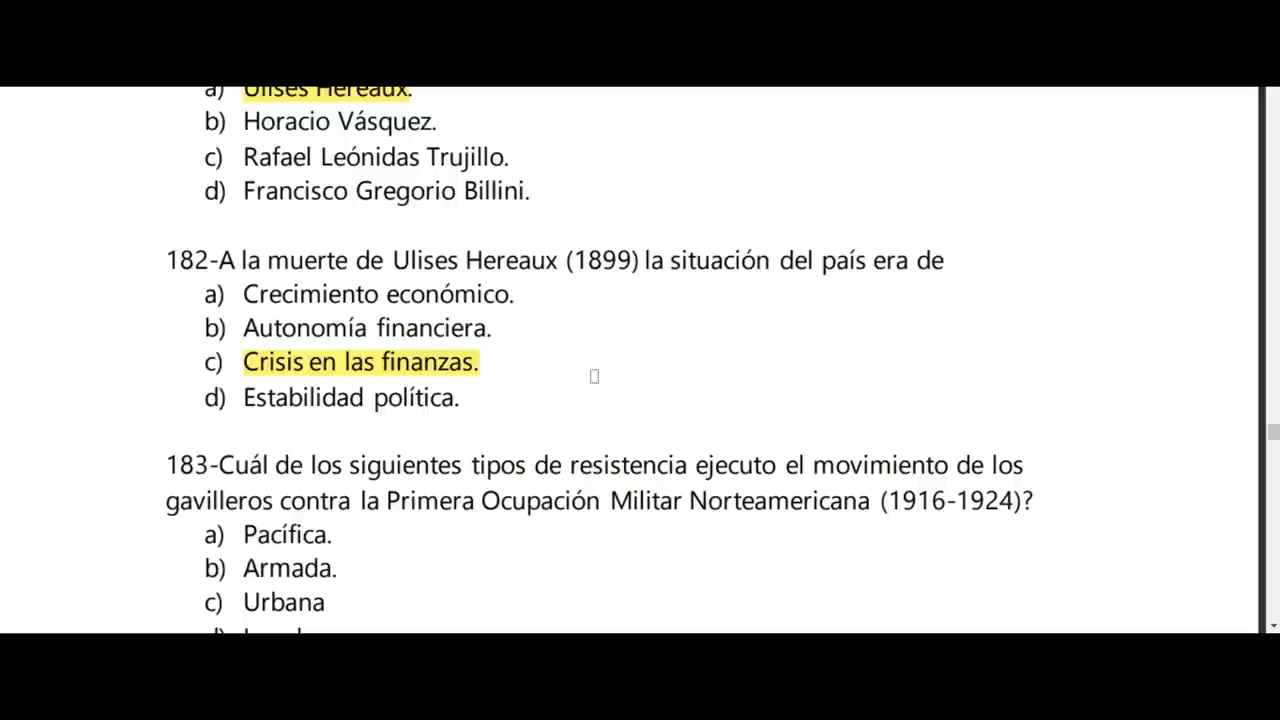 a) Ulises Hereaux.
b) Horacio Vásquez.
c) Rafael Leónidas Trujillo.
d) Francisco Gregorio Billini.
182-A la muerte de Ulises Hereaux (1899) la situación del país era de
a) Crecimiento económico.
b) Autonomía financiera.
c) Crisis en las finanzas.
d) Estabilidad política.
183-Cuál de los siguientes tipos de resistencia ejecuto el movimiento de los
gavilleros contra la Primera Ocupación Militar Norteamericana (1916-1924)?
a) Pacífica.
b) Armada.
c) Urbana